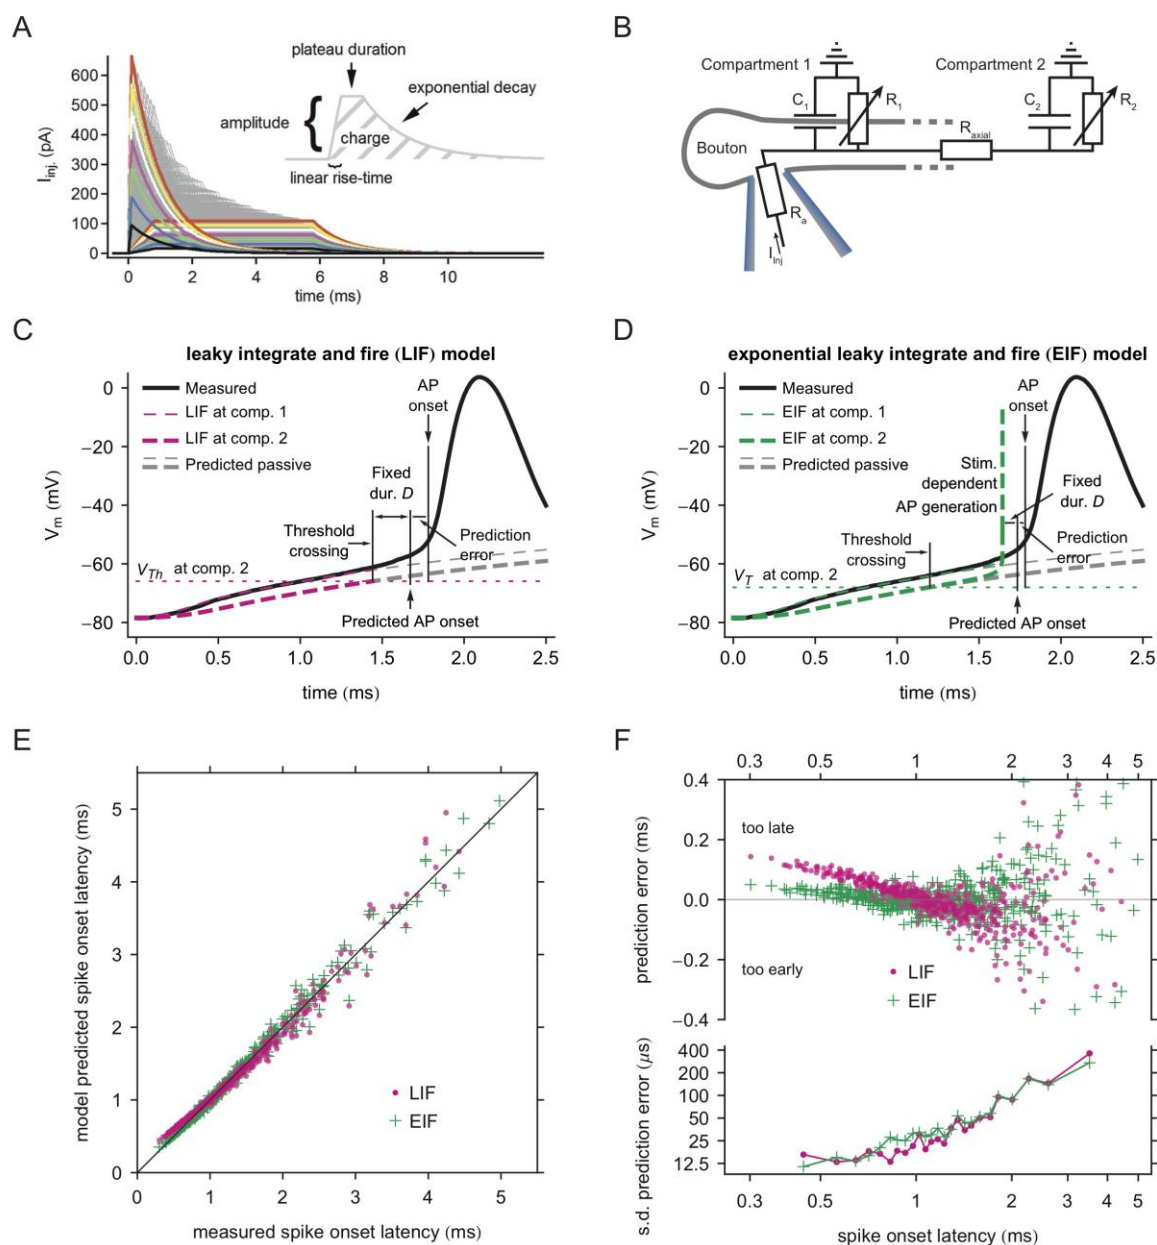 A
plateau duration
exponential decay
amplitude
charge
linear rise-time
I inj. (pA)
600
500
400
300
200
100
0
0 2 4 6 8 10
time (ms)
B
Compartment 1
Compartment 2
C1
R1
C2
R2
Bouton
Raxial
Ra
IInj
C
leaky integrate and fire (LIF) model
Measured
LIF at comp. 1
LIF at comp. 2
Predicted passive
AP
onset
Fixed
dur. D
Threshold
crossing
Prediction
error
VTh at comp. 2
Predicted AP onset
Vm (mV)
0
−20
−40
−60
−80
0.0 0.5 1.0 1.5 2.0 2.5
time (ms)
D
exponential leaky integrate and fire (EIF) model
Measured
EIF at comp. 1
EIF at comp. 2
Predicted passive
AP
onset
Stim.
dependent
AP generation
Fixed
dur. D
Threshold
crossing
Prediction
error
VT at comp. 2
Predicted AP onset
Vm (mV)
0
−20
−40
−60
−80
0.0 0.5 1.0 1.5 2.0 2.5
time (ms)
E
model predicted spike onset latency (ms)
5
4
3
2
1
0
LIF
EIF
0 1 2 3 4 5
measured spike onset latency (ms)
F
0.3 0.5 1 2 3 4 5
prediction error (ms)
0.4
0.2
0.0
−0.2
−0.4
too late
too early
LIF
EIF
s.d. prediction error (μs)
400
200
50
25
12.5
0.3 0.5 1 2 3 4 5
spike onset latency (ms)